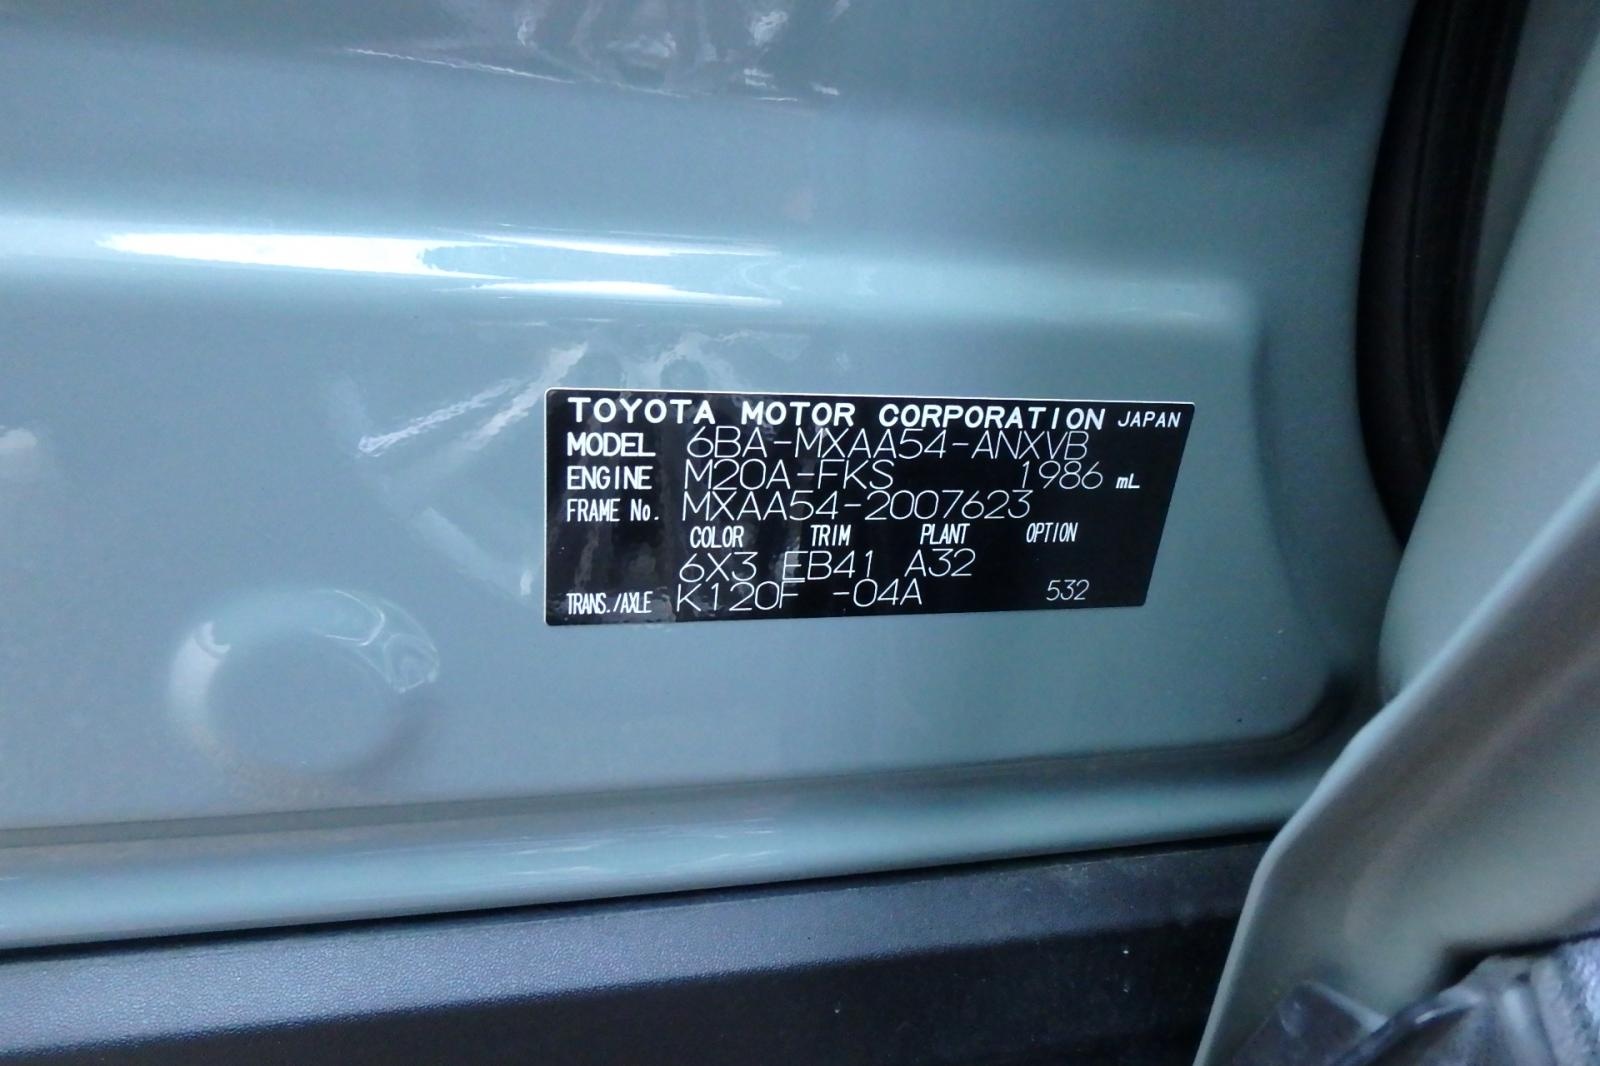 TOYOTA MOTOR CORPORATION JAPAN
MODEL 6BA-MXAA54-ANXVB
ENGINE M20A-FKS 1986 mL
FRAME No. MXAA54-2007623
COLOR TRIM PLANT OPTION
6X3 EB41 A32
TRANS./AXLE K120F -04A 532